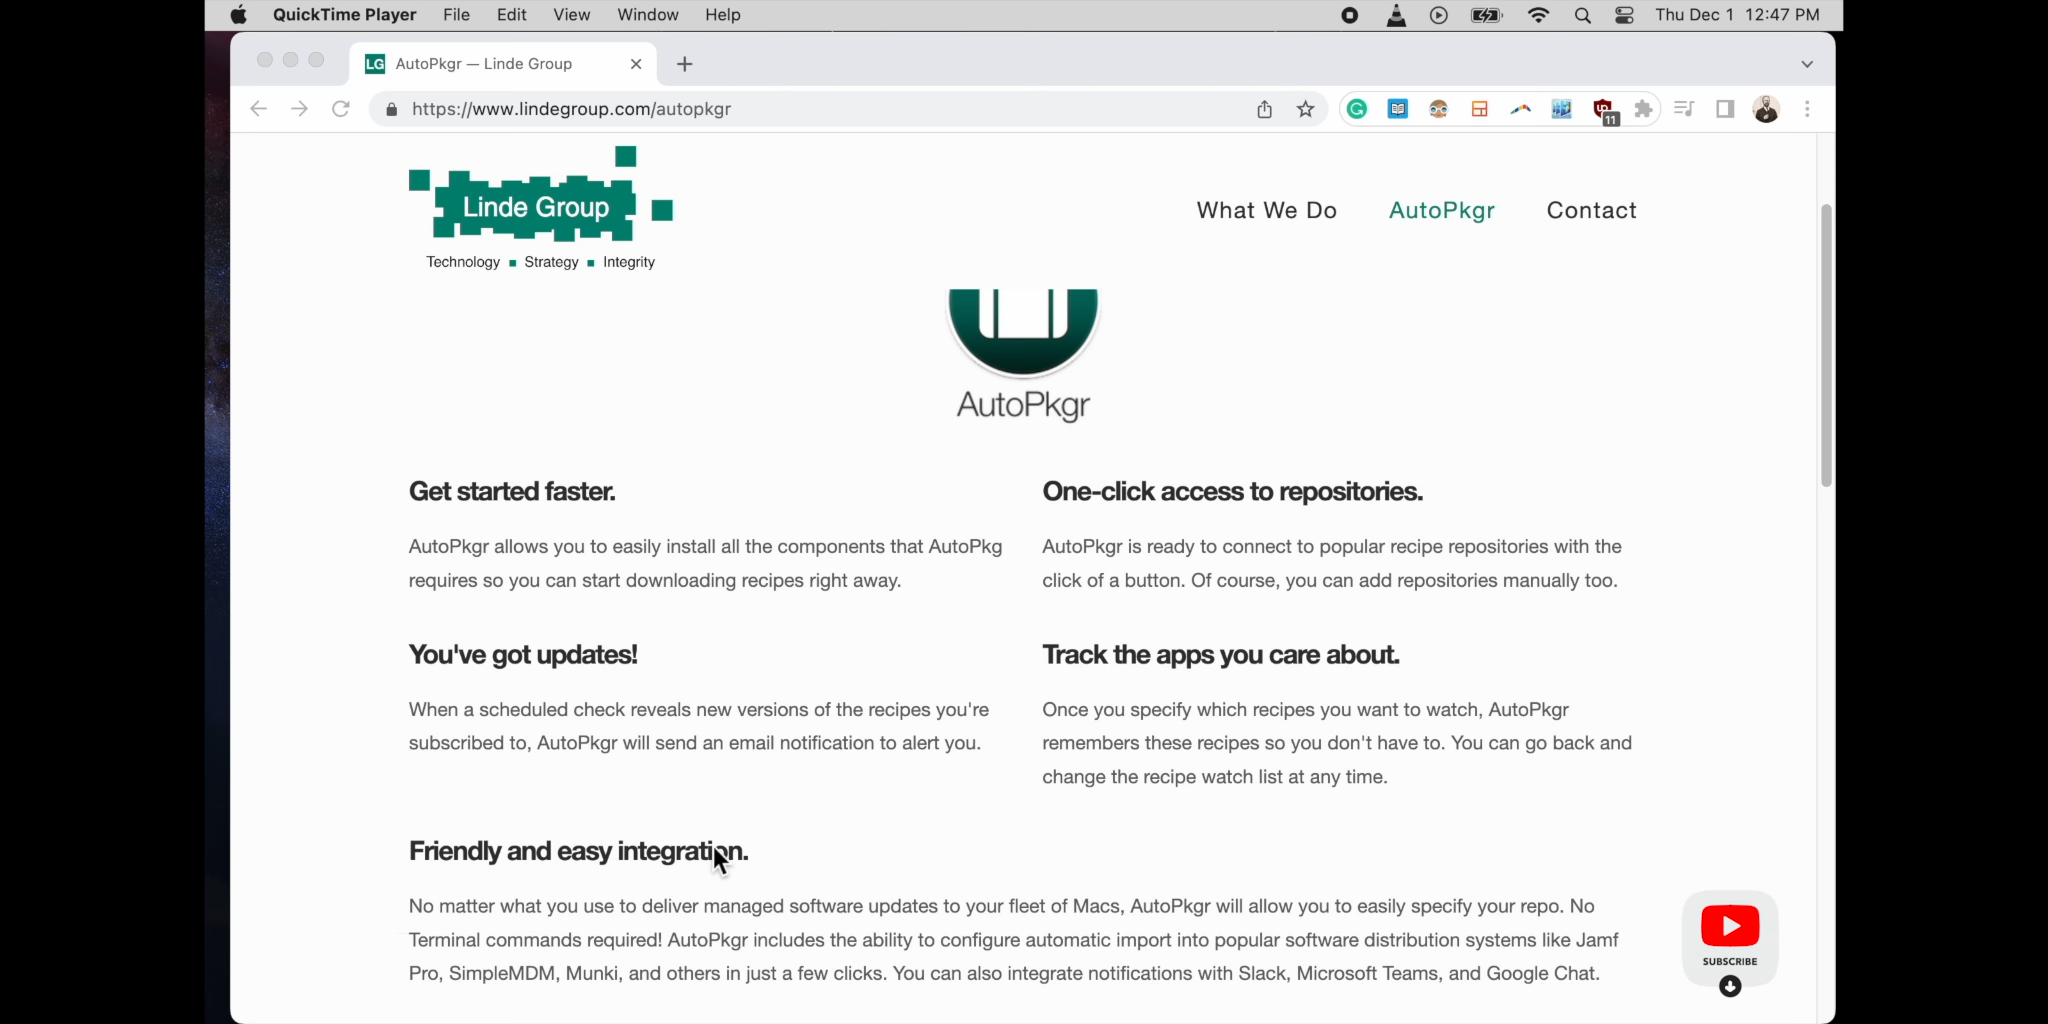 QuickTime Player File Edit View Window Help Thu Dec 1 12:47 PM
LG AutoPkgr — Linde Group
https://www.lindegroup.com/autopkgr
11
Linde Group
Technology ■ Strategy ■ Integrity
What We Do AutoPkgr Contact
AutoPkgr
Get started faster.
AutoPkgr allows you to easily install all the components that AutoPkg
requires so you can start downloading recipes right away.
One-click access to repositories.
AutoPkgr is ready to connect to popular recipe repositories with the
click of a button. Of course, you can add repositories manually too.
You've got updates!
When a scheduled check reveals new versions of the recipes you're
subscribed to, AutoPkgr will send an email notification to alert you.
Track the apps you care about.
Once you specify which recipes you want to watch, AutoPkgr
remembers these recipes so you don't have to. You can go back and
change the recipe watch list at any time.
Friendly and easy integration.
No matter what you use to deliver managed software updates to your fleet of Macs, AutoPkgr will allow you to easily specify your repo. No
Terminal commands required! AutoPkgr includes the ability to configure automatic import into popular software distribution systems like Jamf
Pro, SimpleMDM, Munki, and others in just a few clicks. You can also integrate notifications with Slack, Microsoft Teams, and Google Chat.
SUBSCRIBE